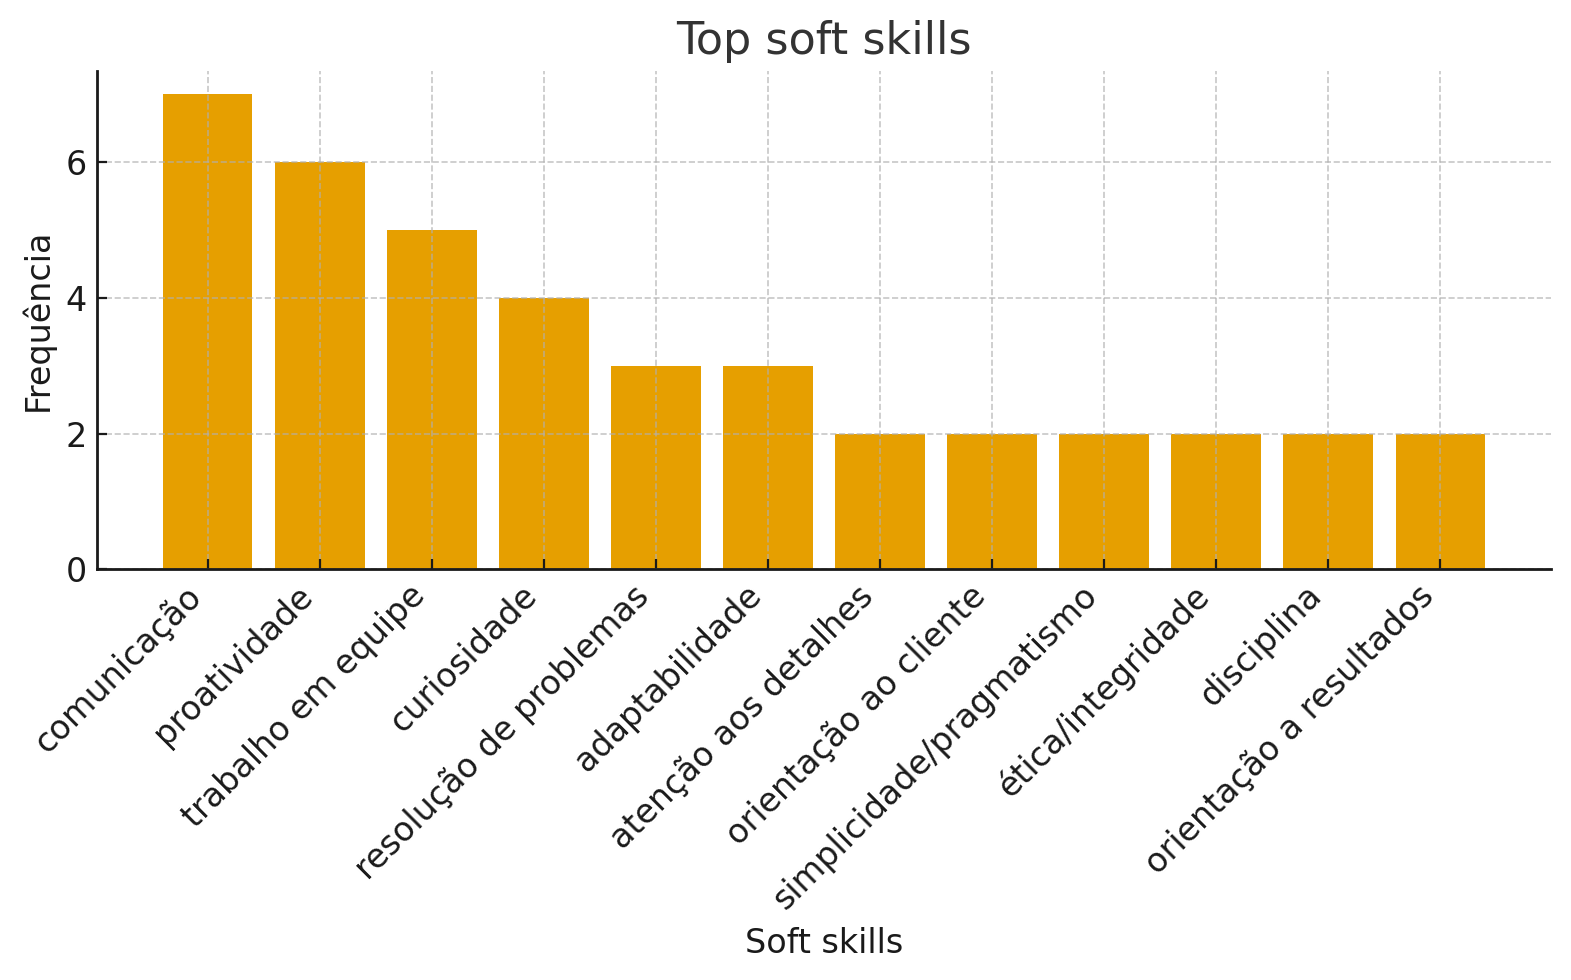 Top soft skills
Frequência
6
4
2
0
comunicação
proatividade
trabalho em equipe
curiosidade
resolução de problemas
adaptabilidade
atenção aos detalhes
orientação ao cliente
simplicidade/pragmatismo
ética/integridade
disciplina
orientação a resultados
Soft skills